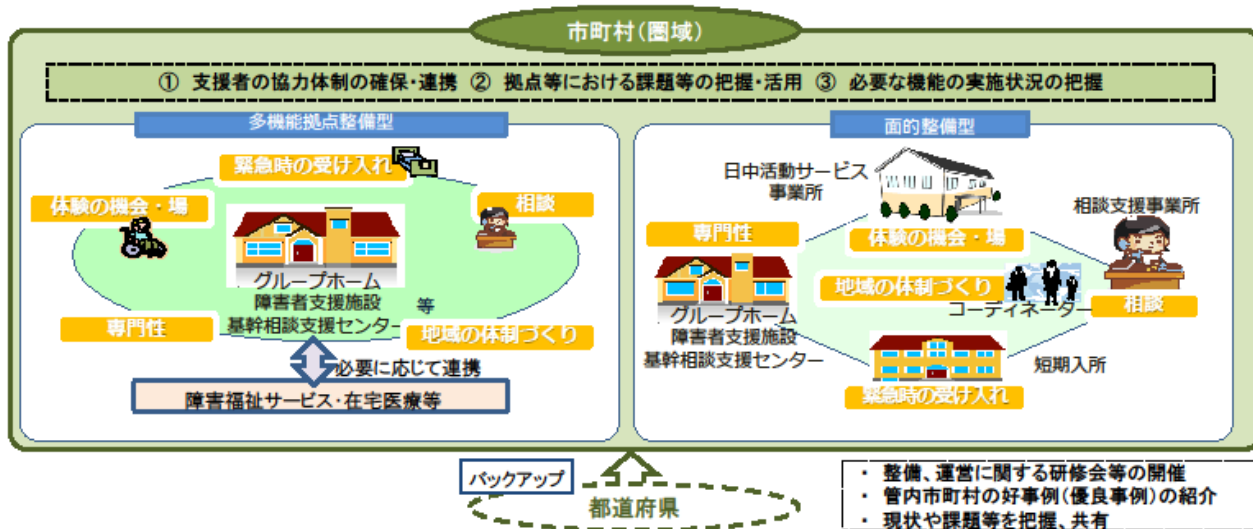 市町村(圏域)
① 支援者の協力体制の確保・連携 ② 拠点等における課題等の把握・活用 ③ 必要な機能の実施状況の把握
多機能拠点整備型
緊急時の受け入れ
体験の機会・場
相談
グループホーム
障害者支援施設 等
基幹相談支援センター
専門性
地域の体制づくり
必要に応じて連携
障害福祉サービス・在宅医療等
面的整備型
日中活動サービス
事業所
相談支援事業所
専門性
体験の機会・場
地域の体制づくり
コーディネーター
相談
グループホーム
障害者支援施設
基幹相談支援センター
短期入所
緊急時の受け入れ
バックアップ
都道府県
・ 整備、運営に関する研修会等の開催
・ 管内市町村の好事例(優良事例)の紹介
・ 現状や課題等を把握、共有